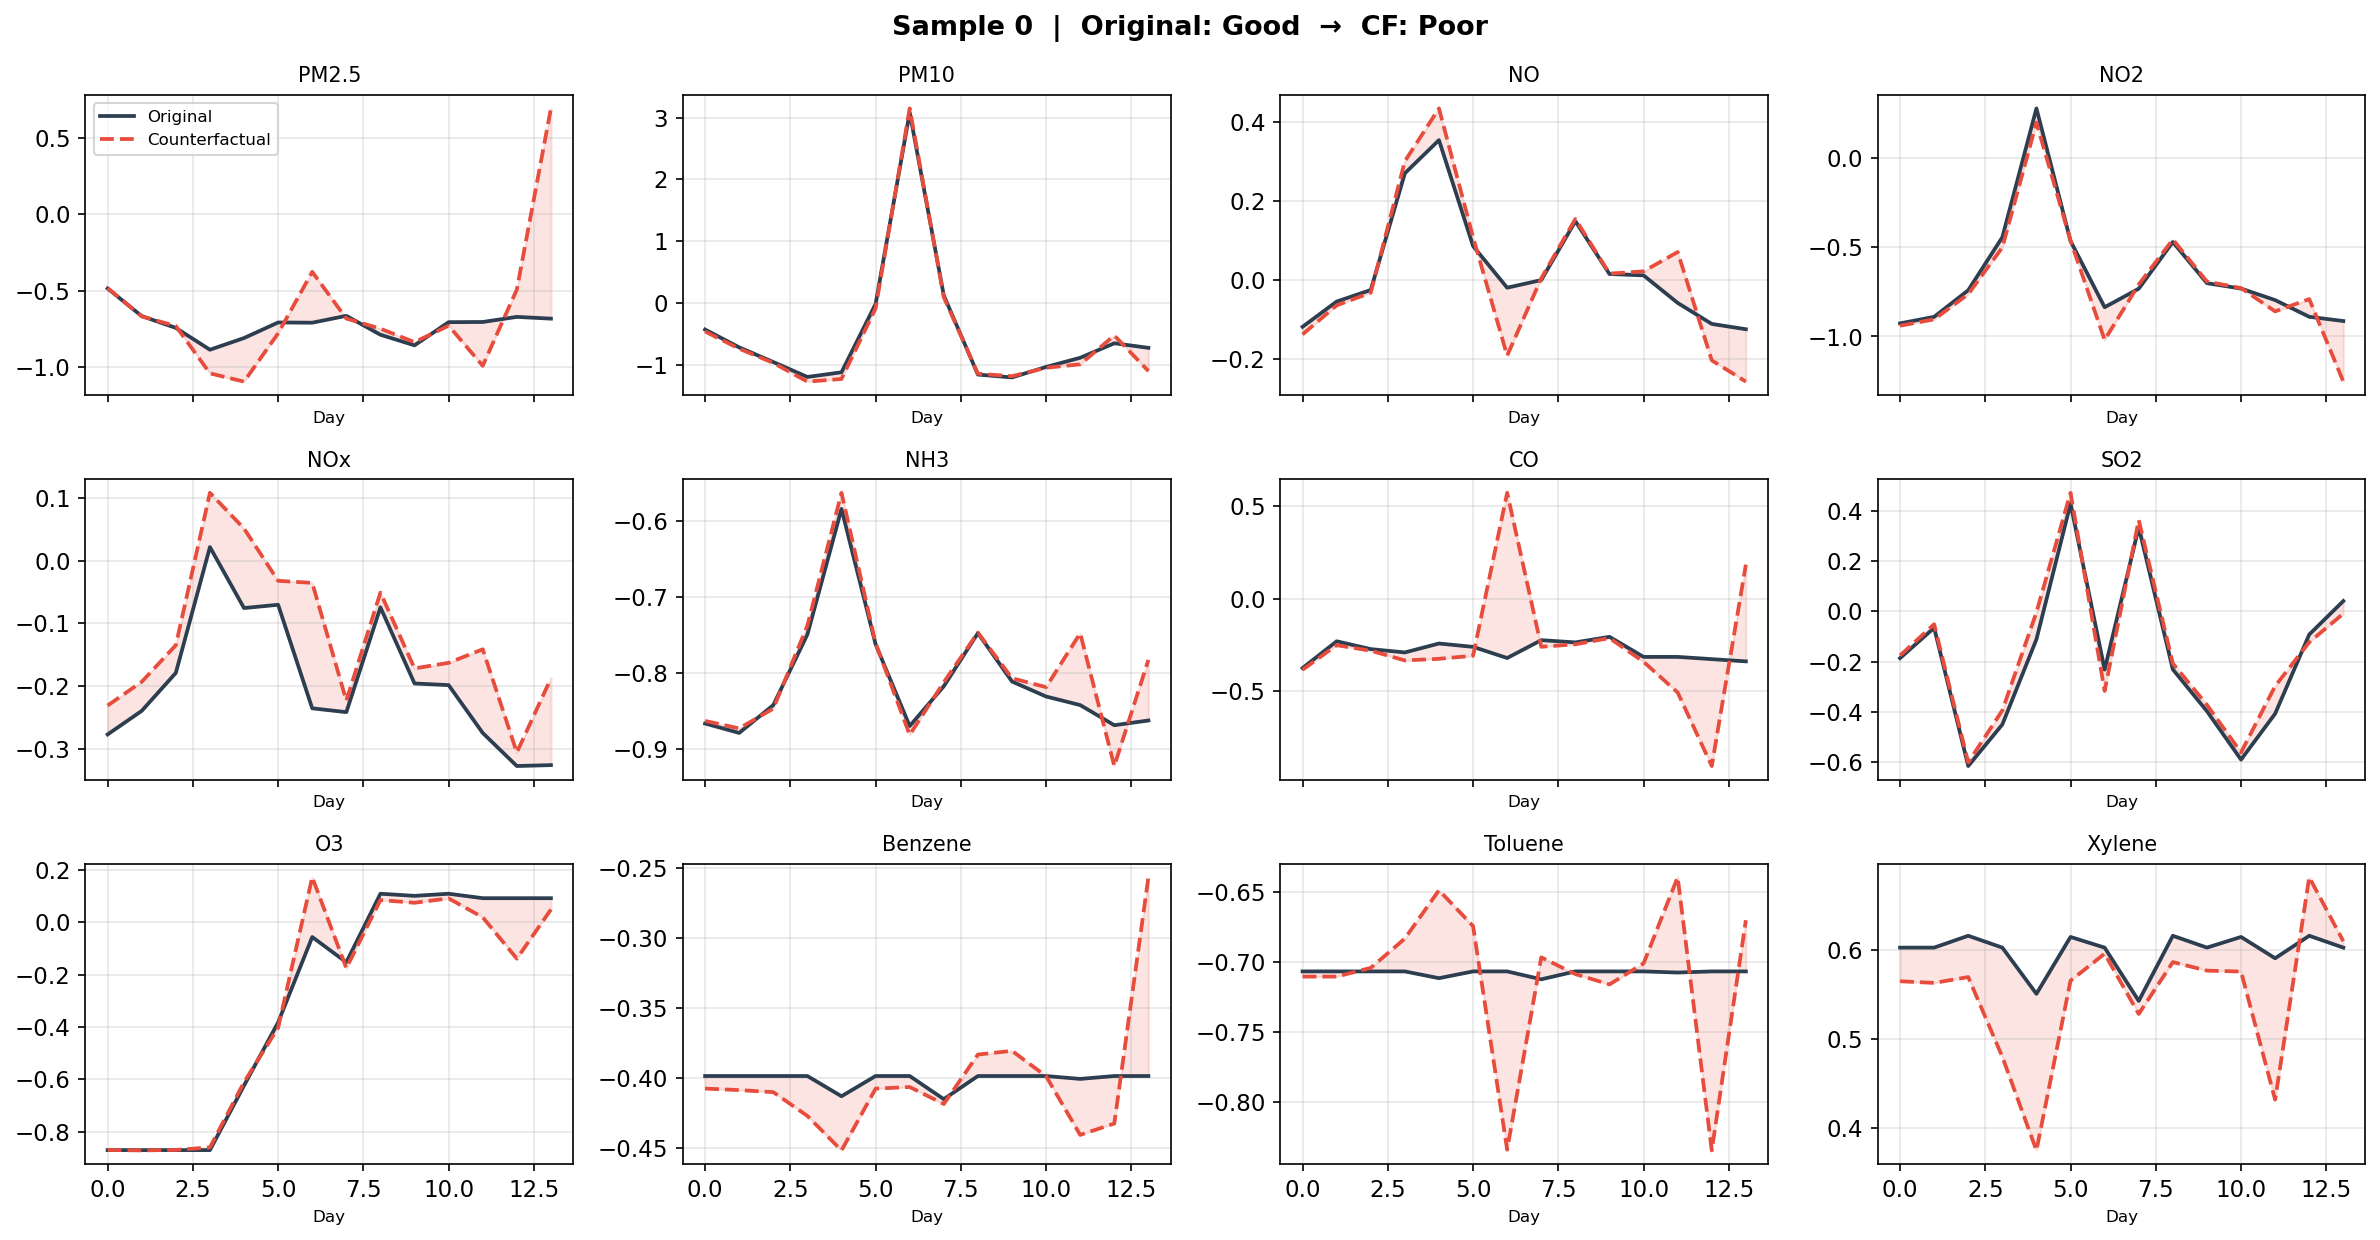 Sample 0 | Original: Good → CF: Poor
PM2.5
Original
Counterfactual
0.5
0.0
−0.5
−1.0
Day
PM10
3
2
1
0
−1
Day
NO
0.4
0.2
0.0
−0.2
Day
NO2
0.0
−0.5
−1.0
Day
NOx
0.1
0.0
−0.1
−0.2
−0.3
Day
NH3
−0.6
−0.7
−0.8
−0.9
Day
CO
0.5
0.0
−0.5
Day
SO2
0.4
0.2
0.0
−0.2
−0.4
−0.6
Day
O3
0.2
0.0
−0.2
−0.4
−0.6
−0.8
0.0 2.5 5.0 7.5 10.0 12.5
Day
Benzene
−0.25
−0.30
−0.35
−0.40
−0.45
0.0 2.5 5.0 7.5 10.0 12.5
Day
Toluene
−0.65
−0.70
−0.75
−0.80
0.0 2.5 5.0 7.5 10.0 12.5
Day
Xylene
0.6
0.5
0.4
0.0 2.5 5.0 7.5 10.0 12.5
Day